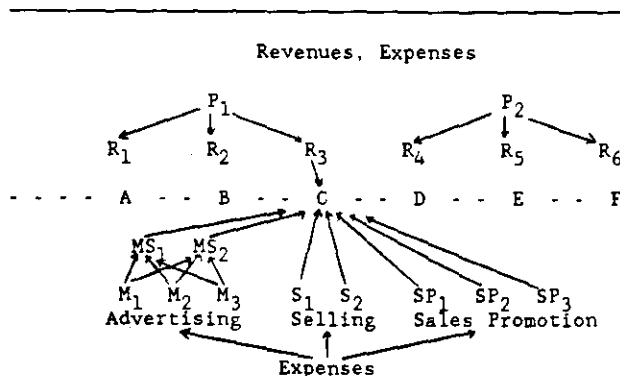 Revenues, Expenses
P1 P2
R1 R2 R3 R4 R5 R6
- - - - - A - - B - - C - - D - - E - - F
MS1 MS2
M1 M2 M3 S1 S2 SP1 SP2 SP3
Advertising Selling Sales Promotion
Expenses